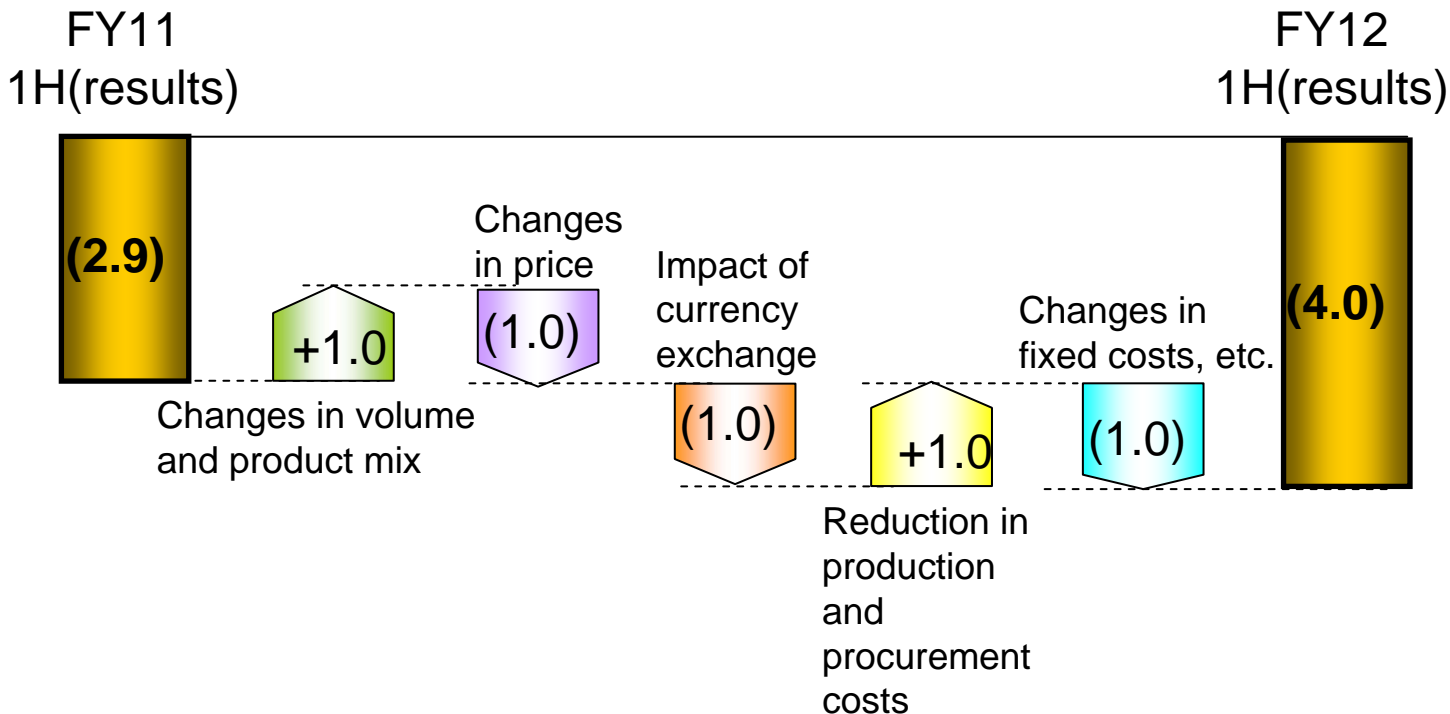 FY11
1H(results)
FY12
1H(results)
(2.9)
+1.0
Changes in volume
and product mix
Changes
in price
(1.0)
Impact of
currency
exchange
(1.0)
+1.0
Reduction in
production
and
procurement
costs
Changes in
fixed costs, etc.
(1.0)
(4.0)